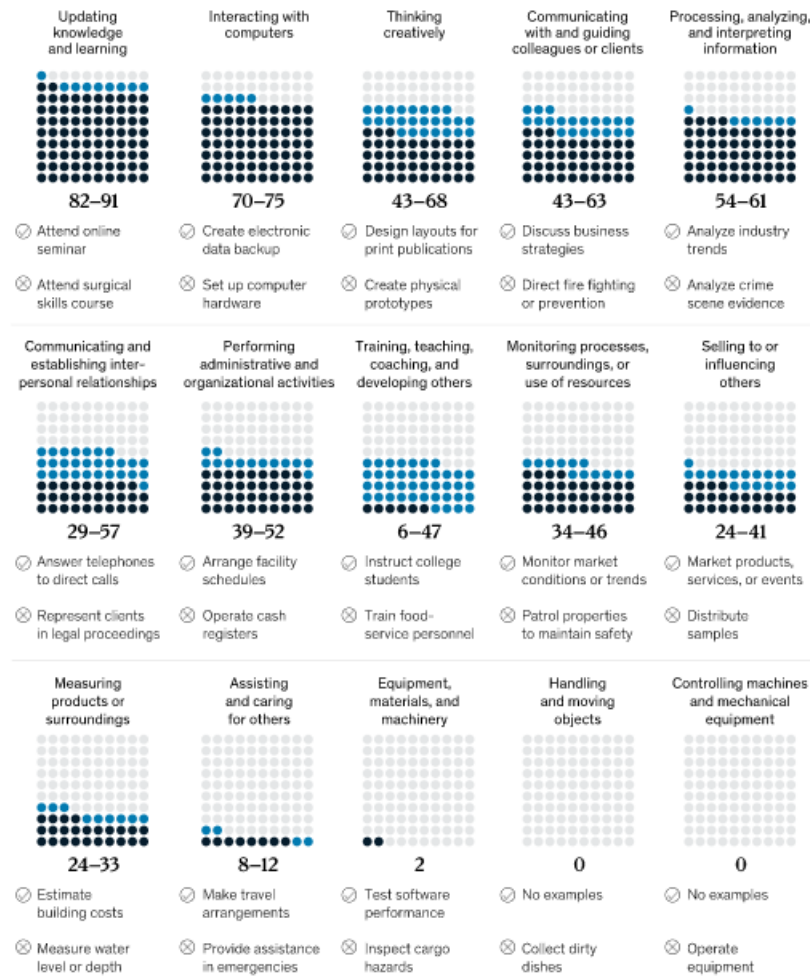 Updating
knowledge
and learning
82–91
Attend online
seminar
Attend surgical
skills course
Interacting with
computers
70–75
Create electronic
data backup
Set up computer
hardware
Thinking
creatively
43–68
Design layouts for
print publications
Create physical
prototypes
Communicating
with and guiding
colleagues or clients
43–63
Discuss business
strategies
Direct fire fighting
or prevention
Processing, analyzing,
and interpreting
information
54–61
Analyze industry
trends
Analyze crime
scene evidence
Communicating and
establishing inter-
personal relationships
29–57
Answer telephones
to direct calls
Represent clients
in legal proceedings
Performing
administrative and
organizational activities
39–52
Arrange facility
schedules
Operate cash
registers
Training, teaching,
coaching, and
developing others
6–47
Instruct college
students
Train food-
service personnel
Monitoring processes,
surroundings, or
use of resources
34–46
Monitor market
conditions or trends
Patrol properties
to maintain safety
Selling to or
influencing
others
24–41
Market products,
services, or events
Distribute
samples
Measuring
products or
surroundings
24–33
Estimate
building costs
Measure water
level or depth
Assisting
and caring
for others
8–12
Make travel
arrangements
Provide assistance
in emergencies
Equipment,
materials, and
machinery
2
Test software
performance
Inspect cargo
hazards
Handling
and moving
objects
0
No examples
Collect dirty
dishes
Controlling machines
and mechanical
equipment
0
No examples
Operate
equipment